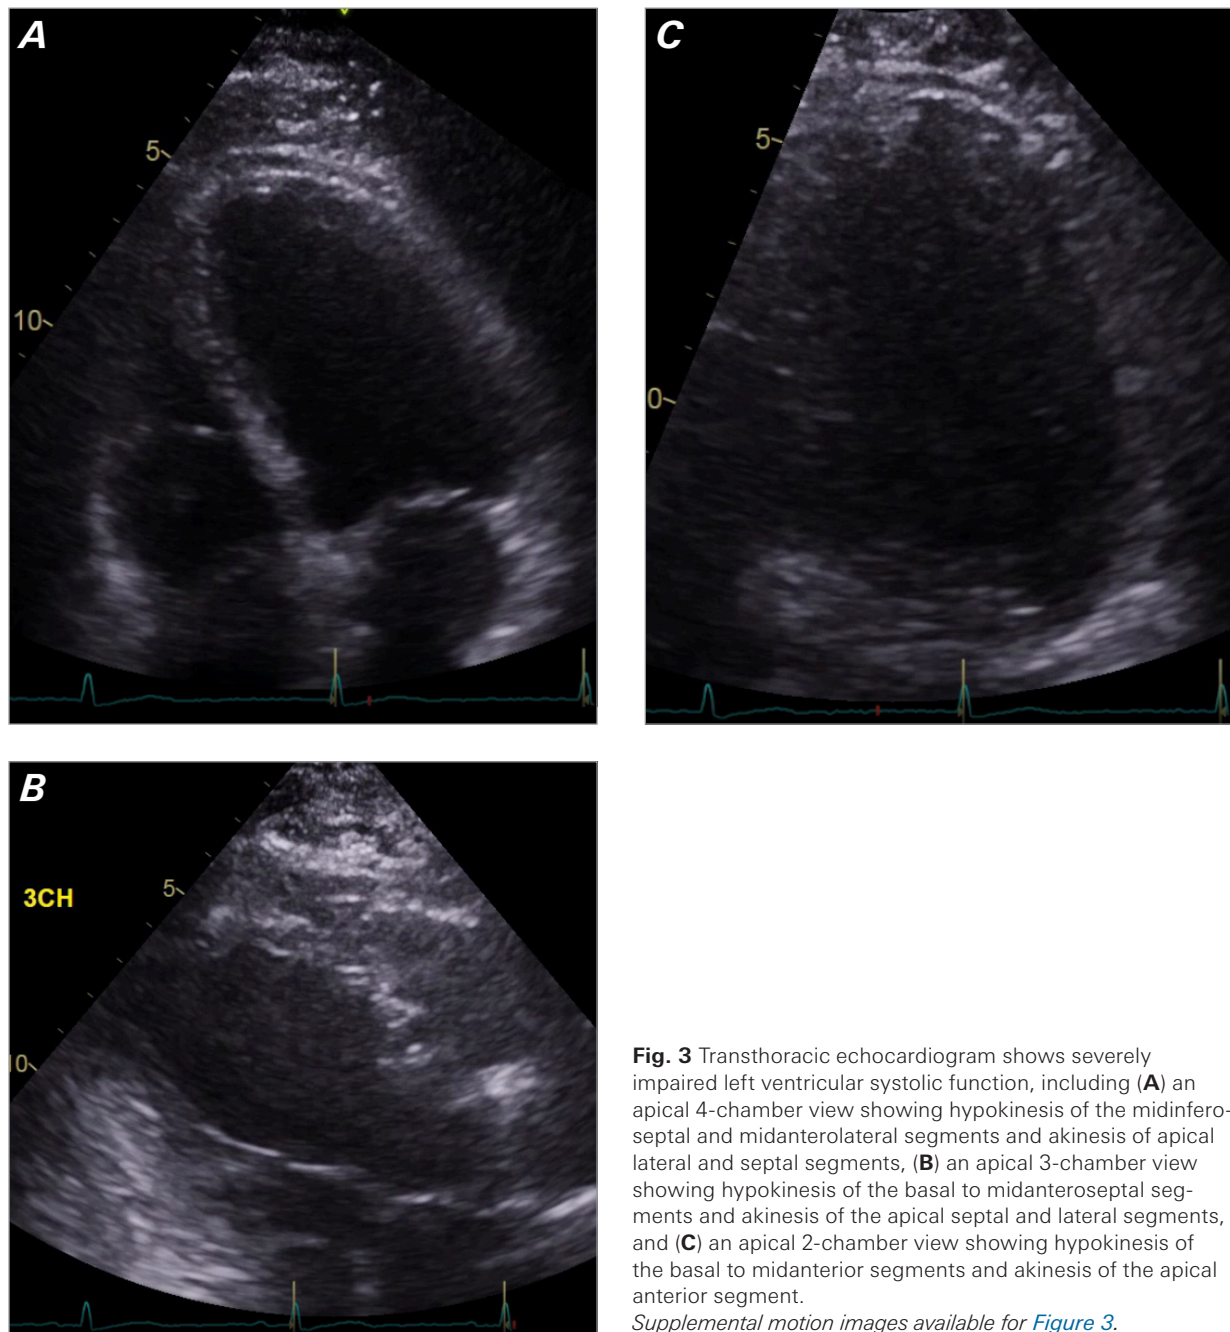 A
5
10
C
5
0
B
3CH
5
10
Fig. 3 Transthoracic echocardiogram shows severely
impaired left ventricular systolic function, including (A) an
apical 4-chamber view showing hypokinesis of the midinfero-
septal and midanterolateral segments and akinesis of apical
lateral and septal segments, (B) an apical 3-chamber view
showing hypokinesis of the basal to midanteroseptal seg-
ments and akinesis of the apical septal and lateral segments,
and (C) an apical 2-chamber view showing hypokinesis of
the basal to midanterior segments and akinesis of the apical
anterior segment.
Supplemental motion images available for Figure 3.